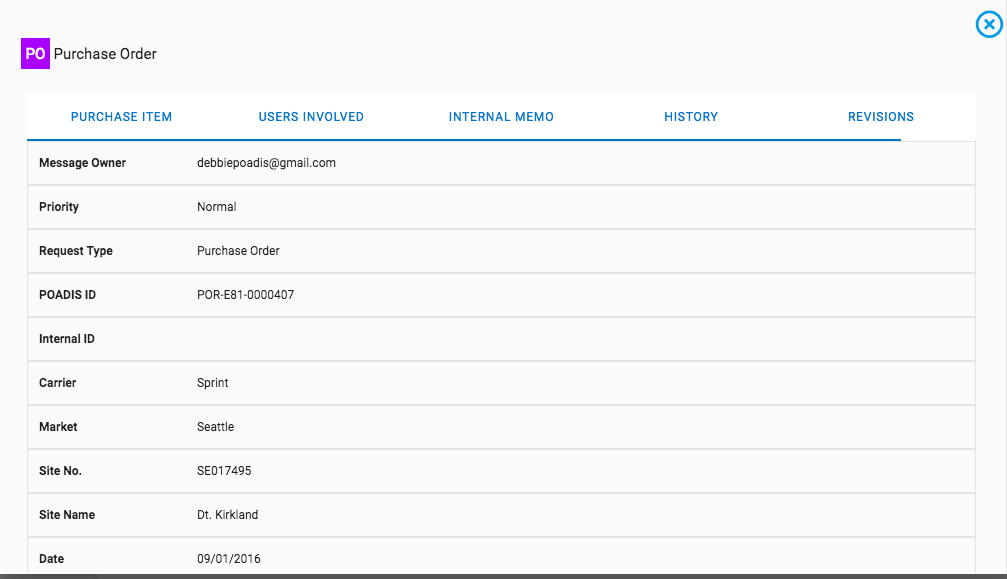 PO Purchase Order
PURCHASE ITEM USERS INVOLVED INTERNAL MEMO HISTORY REVISIONS
Message Owner debbiepoadis@gmail.com
Priority Normal
Request Type Purchase Order
POADIS ID POR-E81-0000407
Internal ID
Carrier Sprint
Market Seattle
Site No. SE017495
Site Name Dt. Kirkland
Date 09/01/2016